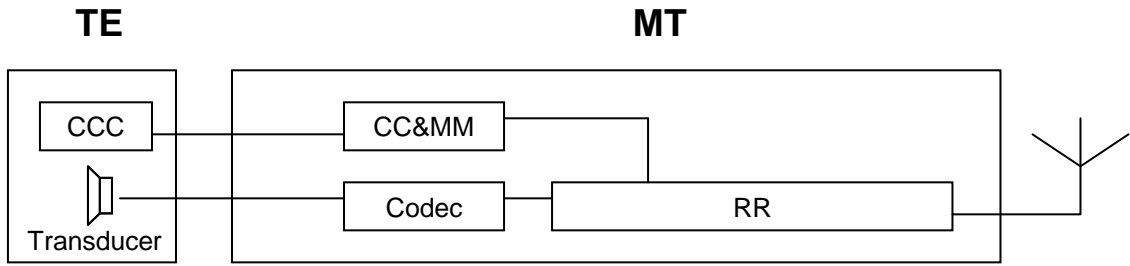 TE
MT
CCC
CC&MM
Codec
RR
Transducer